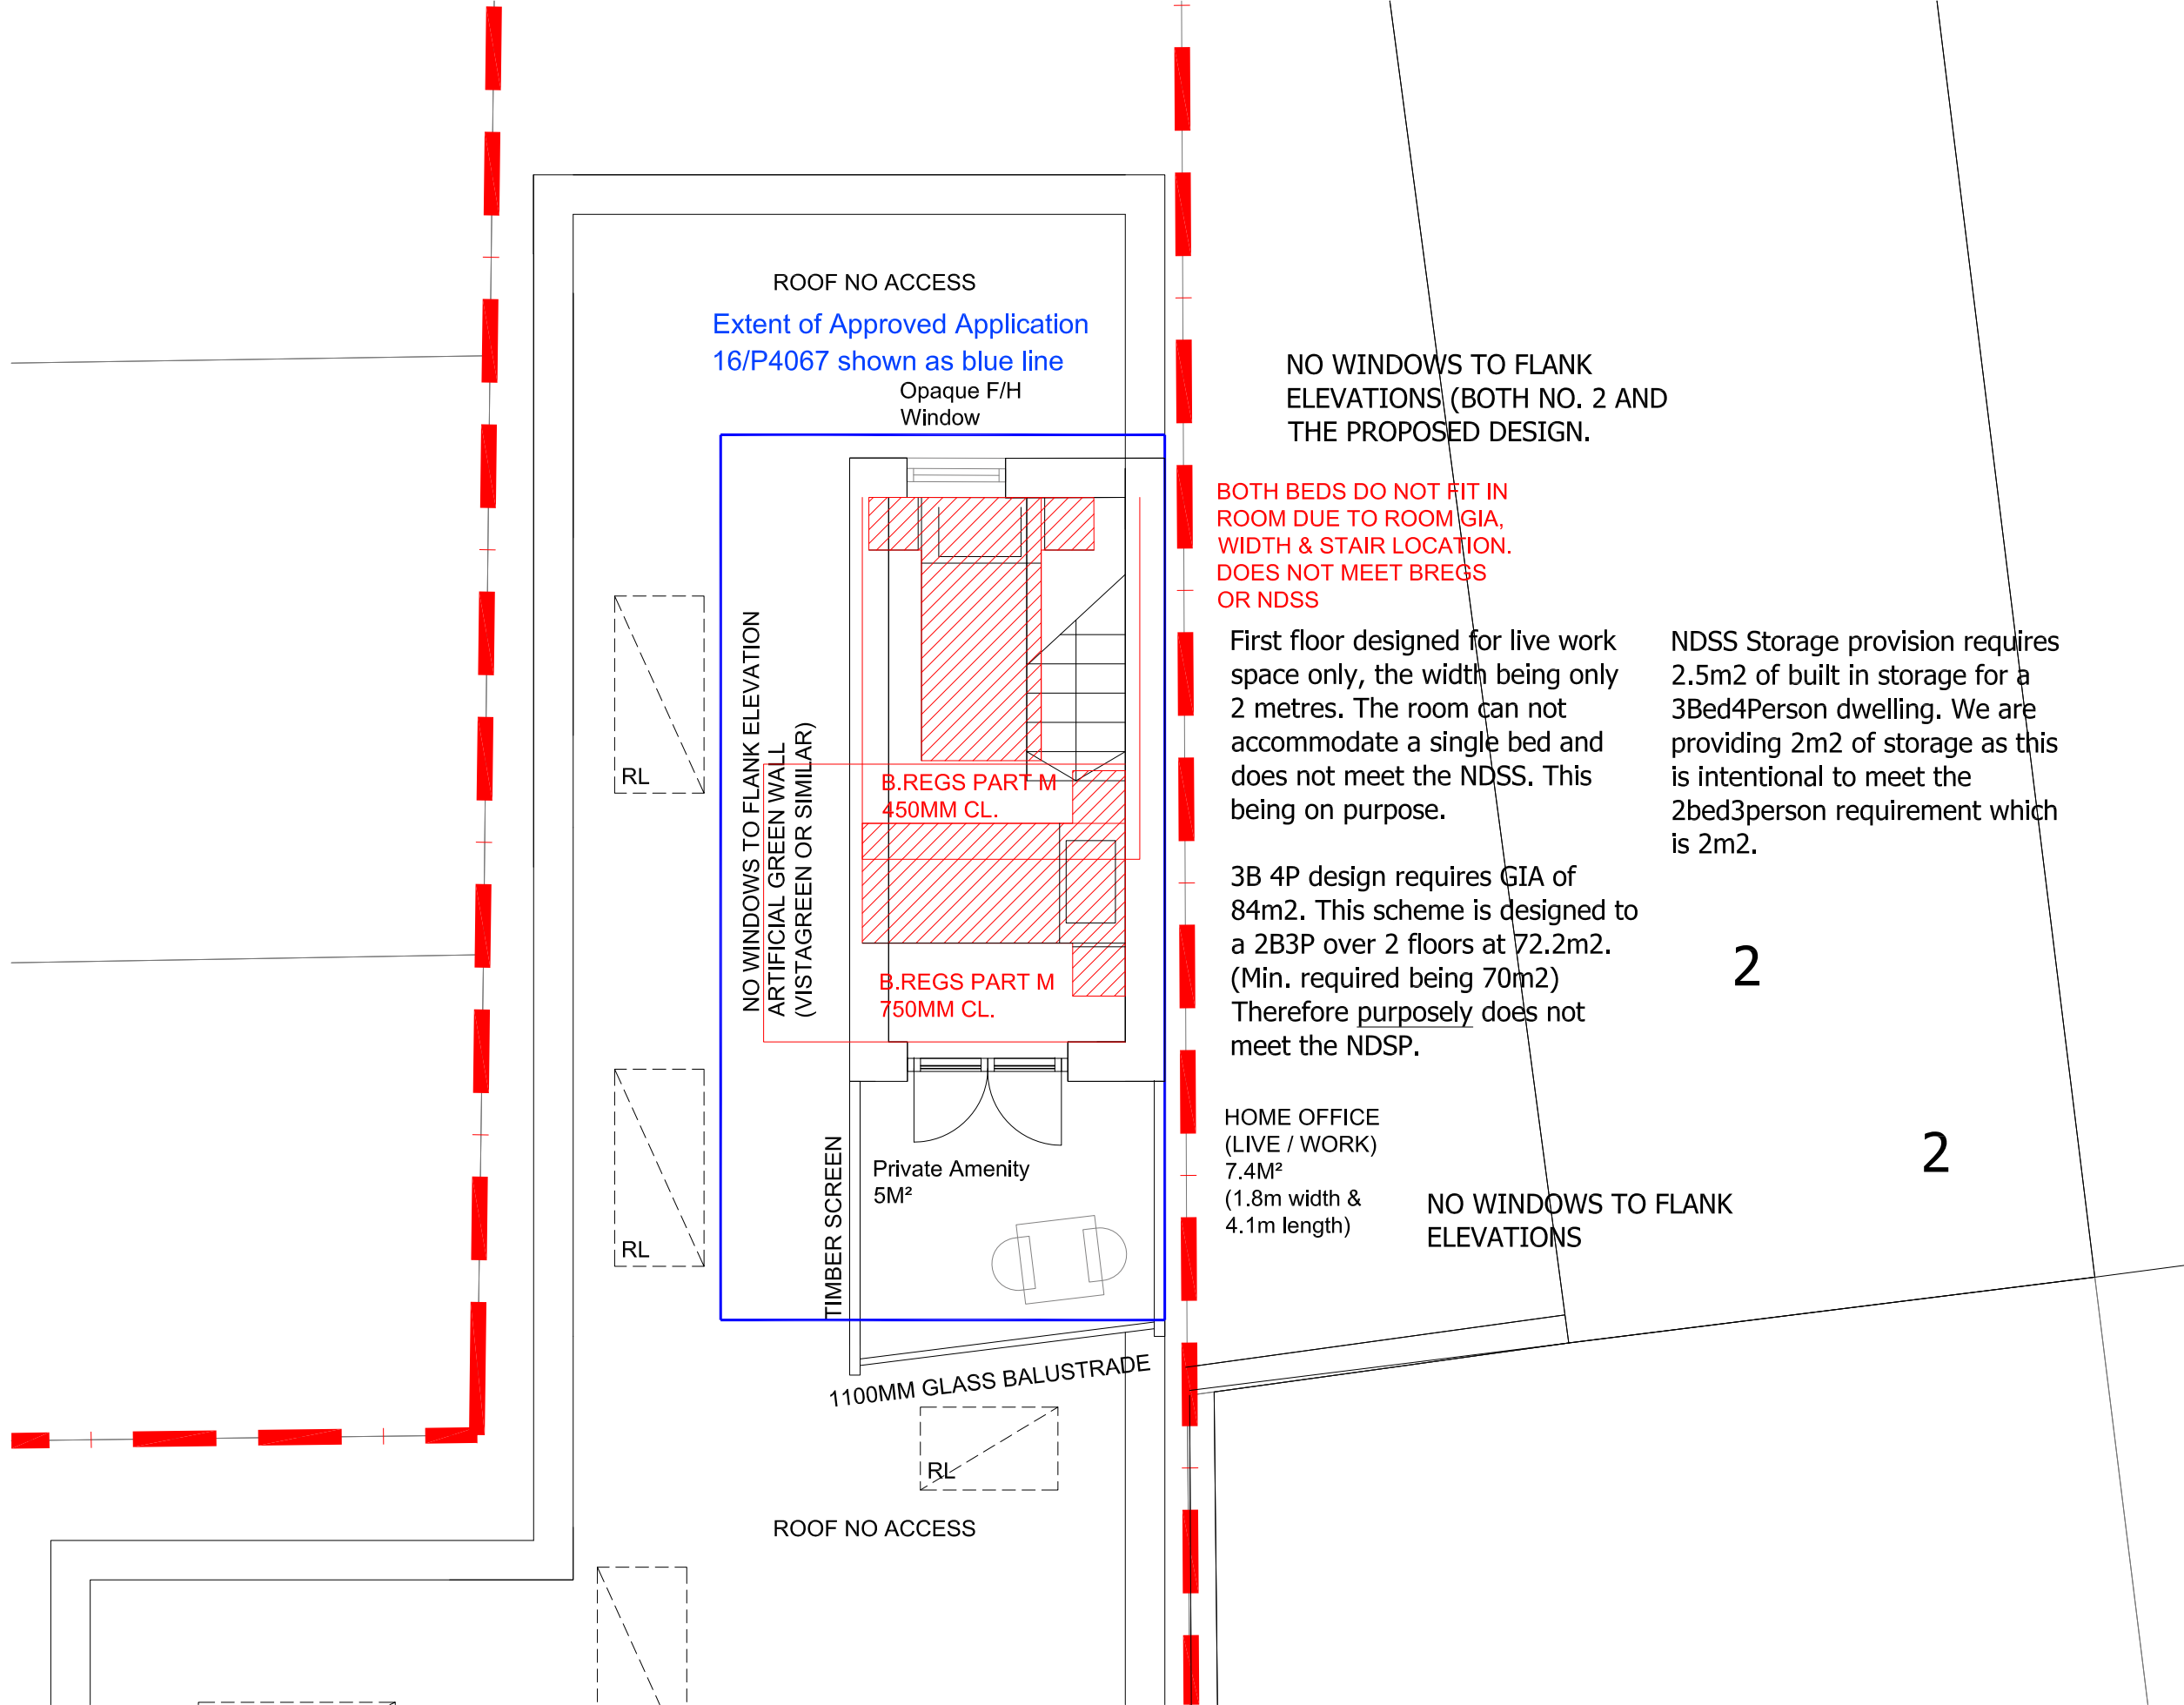 ROOF NO ACCESS
Extent of Approved Application
16/P4067 shown as blue line
Opaque F/H
Window
NO WINDOWS TO FLANK
ELEVATIONS (BOTH NO. 2 AND
THE PROPOSED DESIGN.
BOTH BEDS DO NOT FIT IN
ROOM DUE TO ROOM GIA,
WIDTH & STAIR LOCATION.
DOES NOT MEET BREGS
OR NDSS
First floor designed for live work
space only, the width being only
2 metres. The room can not
accommodate a single bed and
does not meet the NDSS. This
being on purpose.
NDSS Storage provision requires
2.5m2 of built in storage for a
3Bed4Person dwelling. We are
providing 2m2 of storage as this
is intentional to meet the
2bed3person requirement which
is 2m2.
3B 4P design requires GIA of
84m2. This scheme is designed to
a 2B3P over 2 floors at 72.2m2.
(Min. required being 70m2)
Therefore purposely does not
meet the NDSP.
NO WINDOWS TO FLANK ELEVATION
ARTIFICIAL GREEN WALL
(VISTAGREEN OR SIMILAR)
RL
B.REGS PART M
450MM CL.
B.REGS PART M
750MM CL.
2
2
HOME OFFICE
(LIVE / WORK)
7.4M²
(1.8m width &
4.1m length)
NO WINDOWS TO FLANK
ELEVATIONS
RL
TIMBER SCREEN
Private Amenity
5M²
1100MM GLASS BALUSTRADE
RL
ROOF NO ACCESS